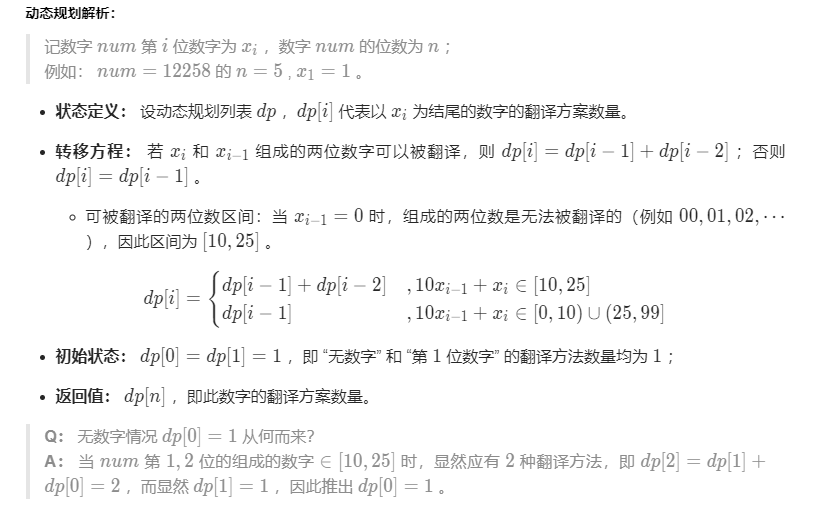 动态规划解析：
记数字 num 第 i 位数字为 x_i ，数字 num 的位数为 n ；
例如： num = 12258 的 n = 5 , x_1 = 1 。
• 状态定义： 设动态规划列表 dp ，dp[i] 代表以 x_i 为结尾的数字的翻译方案数量。
• 转移方程： 若 x_i 和 x_{i-1} 组成的两位数字可以被翻译，则 dp[i] = dp[i − 1] + dp[i − 2] ；否则
dp[i] = dp[i − 1] 。
◦ 可被翻译的两位数区间：当 x_{i-1} = 0 时，组成的两位数是无法被翻译的（例如 00, 01, 02, ⋯
），因此区间为 [10, 25] 。
dp[i] = { dp[i − 1] + dp[i − 2] , 10x_{i-1} + x_i ∈ [10, 25]
dp[i − 1] , 10x_{i-1} + x_i ∈ [0, 10) ∪ (25, 99]
• 初始状态： dp[0] = dp[1] = 1 ，即 “无数字” 和 “第 1 位数字” 的翻译方法数量均为 1 ；
• 返回值： dp[n] ，即此数字的翻译方案数量。
Q： 无数字情况 dp[0] = 1 从何而来？
A： 当 num 第 1, 2 位的组成的数字 ∈ [10, 25] 时，显然应有 2 种翻译方法，即 dp[2] = dp[1] +
dp[0] = 2 ，而显然 dp[1] = 1 ，因此推出 dp[0] = 1 。